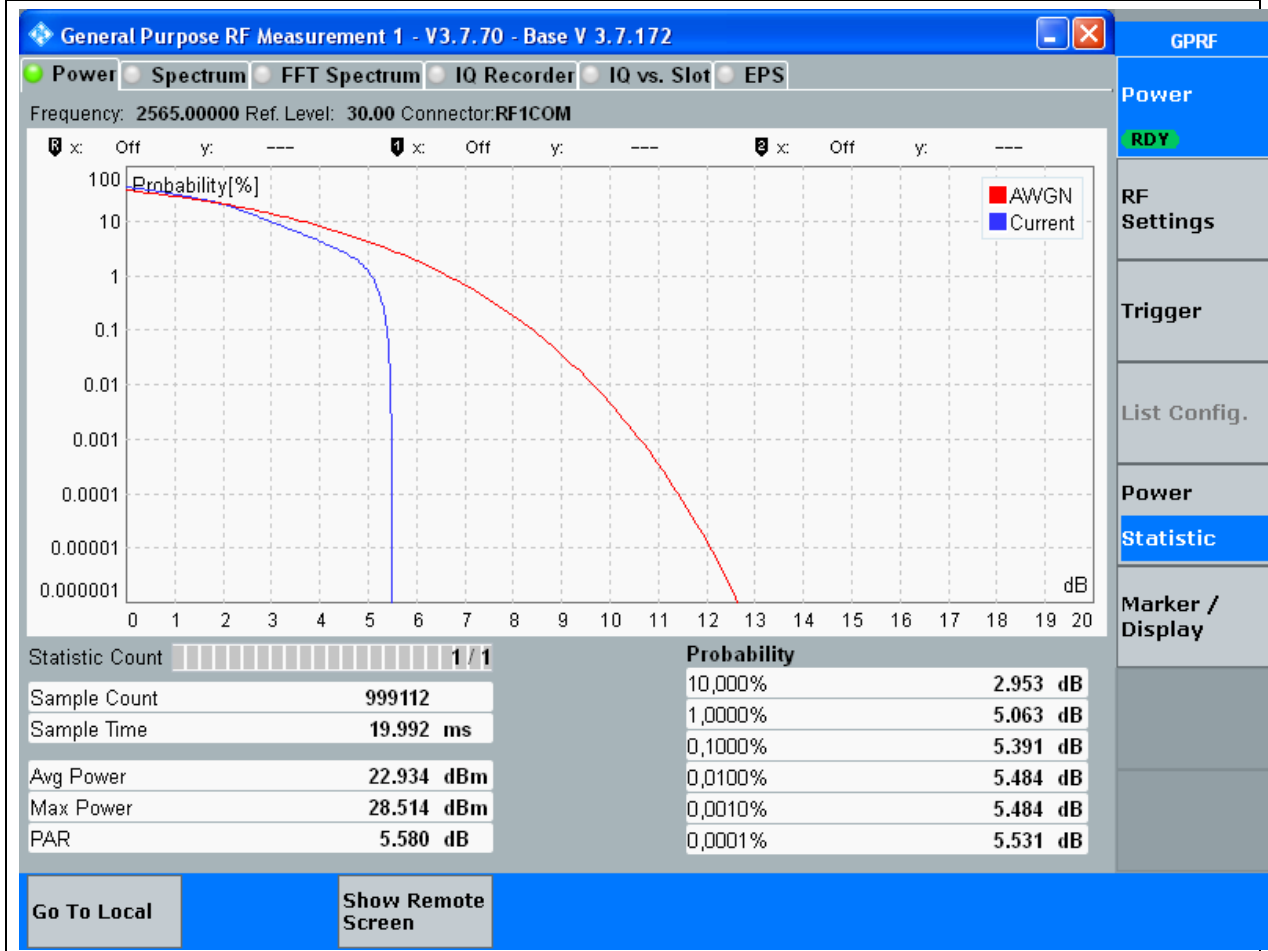 General Purpose RF Measurement 1 - V3.7.70 - Base V 3.7.172
GPRF
Power Spectrum FFT Spectrum IQ Recorder IQ vs. Slot EPS
Power
RDY
Frequency: 2565.00000 Ref. Level: 30.00 Connector:RF1COM
R x: Off y: --- 1 x: Off y: --- 2 x: Off y: ---
Probability[%]
AWGN
Current
100
10
1
0.1
0.01
0.001
0.0001
0.00001
0.000001
dB
0 1 2 3 4 5 6 7 8 9 10 11 12 13 14 15 16 17 18 19 20
RF
Settings
Trigger
List Config.
Power
Statistic
Marker /
Display
Statistic Count 1 / 1
Sample Count 999112
Sample Time 19.992 ms
Avg Power 22.934 dBm
Max Power 28.514 dBm
PAR 5.580 dB
Probability
10,000% 2.953 dB
1,0000% 5.063 dB
0,1000% 5.391 dB
0,0100% 5.484 dB
0,0010% 5.484 dB
0,0001% 5.531 dB
Go To Local
Show Remote
Screen